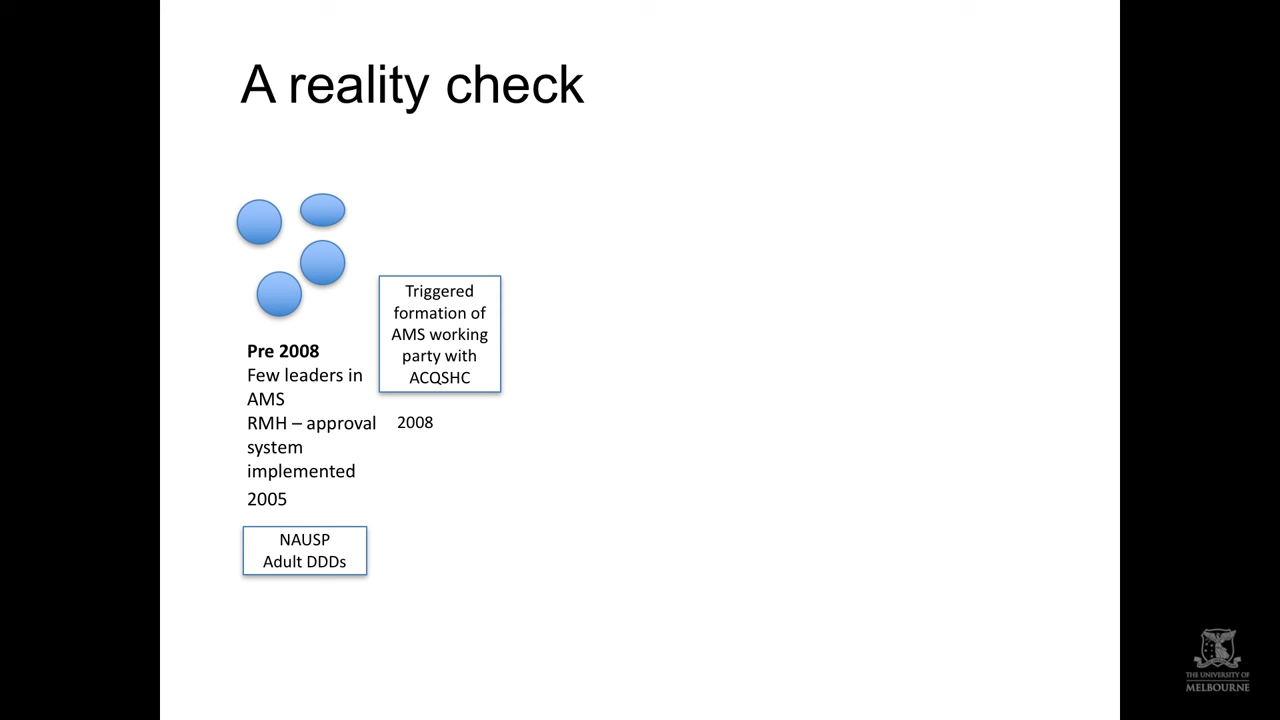 A reality check
Triggered
formation of
AMS working
party with
ACQSHC
Pre 2008
Few leaders in
AMS
RMH – approval
system
implemented
2005
2008
NAUSP
Adult DDDs
THE UNIVERSITY OF
MELBOURNE